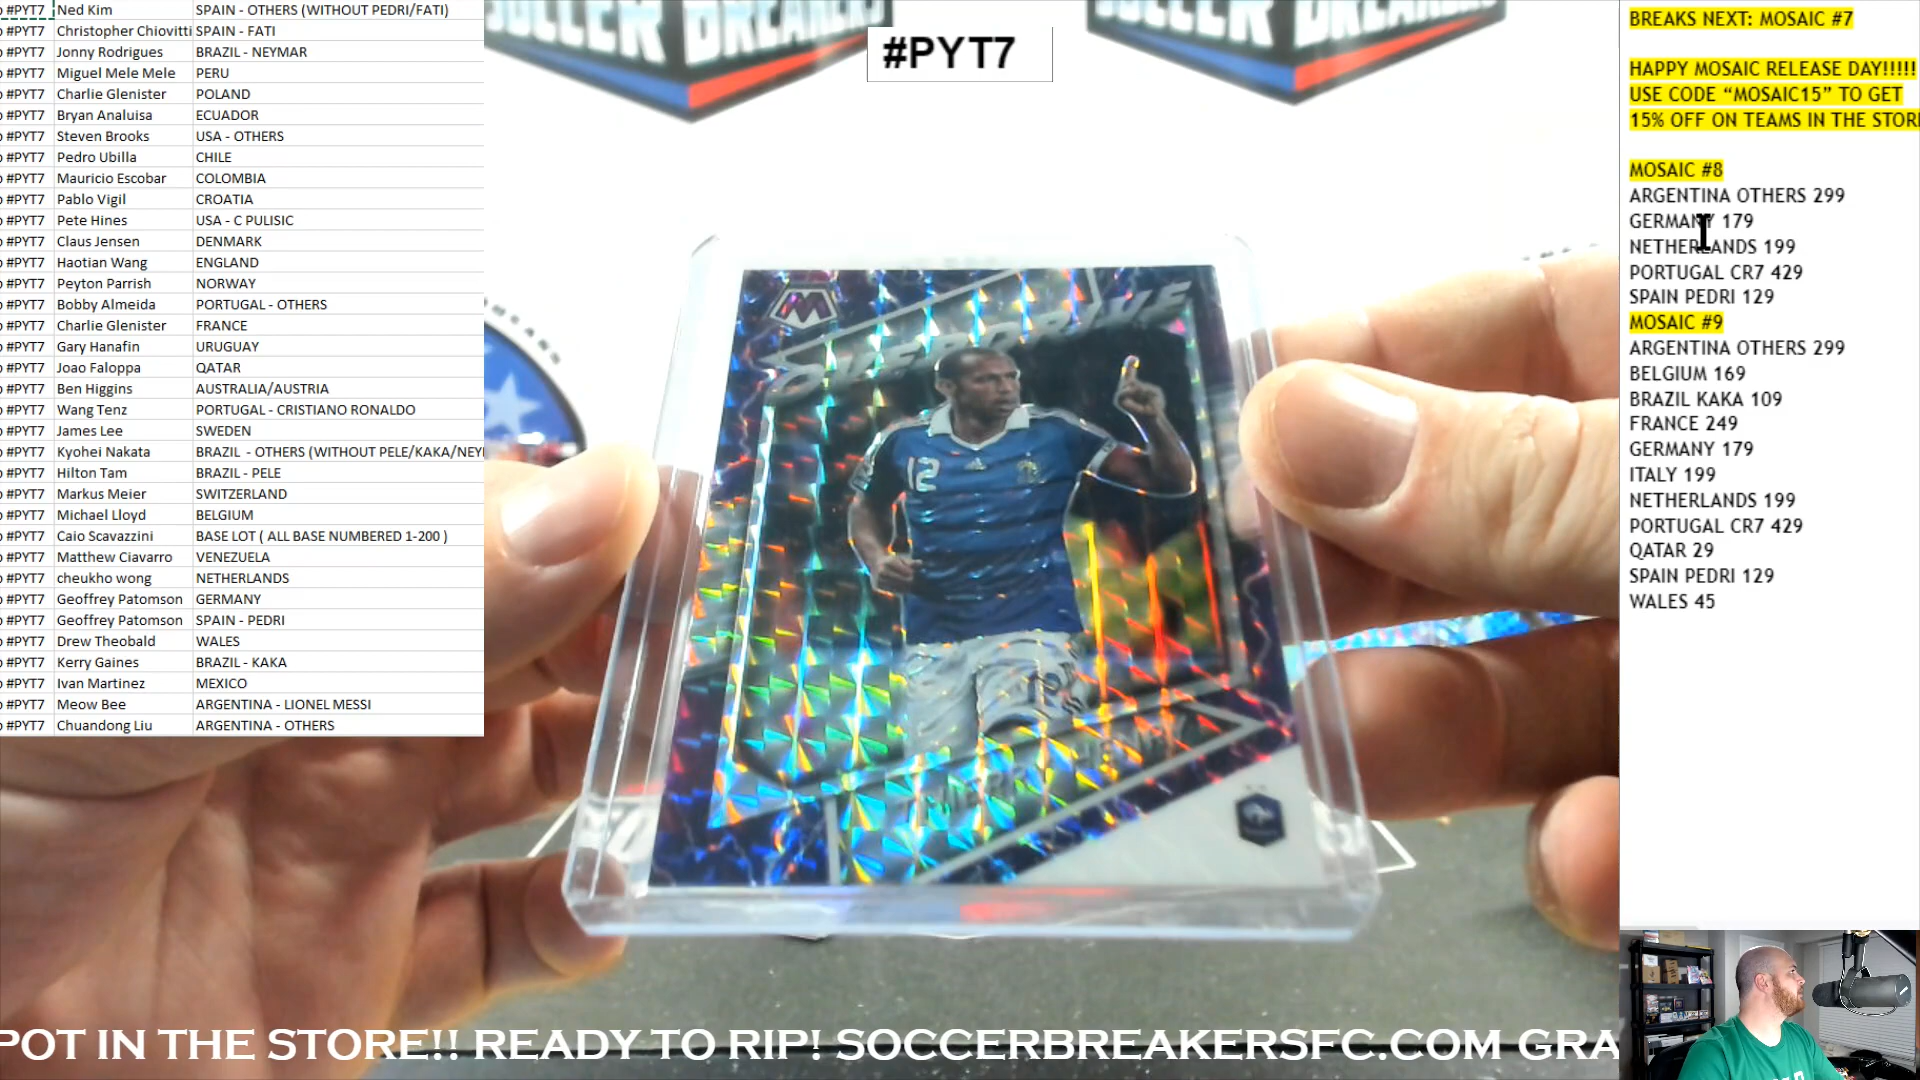 #PYT7 Ned Kim SPAIN - OTHERS (WITHOUT PEDRI/FATI)
#PYT7 Christopher Chiovitti SPAIN - FATI
#PYT7 Jonny Rodrigues BRAZIL - NEYMAR
#PYT7 Miguel Mele Mele PERU
#PYT7 Charlie Glenister POLAND
#PYT7 Bryan Analuisa ECUADOR
#PYT7 Steven Brooks USA - OTHERS
#PYT7 Pedro Ubilla CHILE
#PYT7 Mauricio Escobar COLOMBIA
#PYT7 Pablo Vigil CROATIA
#PYT7 Pete Hines USA - C PULISIC
#PYT7 Claus Jensen DENMARK
#PYT7 Haotian Wang ENGLAND
#PYT7 Peyton Parrish NORWAY
#PYT7 Bobby Almeida PORTUGAL - OTHERS
#PYT7 Charlie Glenister FRANCE
#PYT7 Gary Hanafin URUGUAY
#PYT7 Joao Faloppa QATAR
#PYT7 Ben Higgins AUSTRALIA/AUSTRIA
#PYT7 Wang Tenz PORTUGAL - CRISTIANO RONALDO
#PYT7 James Lee SWEDEN
#PYT7 Kyohei Nakata BRAZIL - OTHERS (WITHOUT PELE/KAKA/NEY
#PYT7 Hilton Tam BRAZIL - PELE
#PYT7 Markus Meier SWITZERLAND
#PYT7 Michael Lloyd BELGIUM
#PYT7 Caio Scavazzini BASE LOT ( ALL BASE NUMBERED 1-200 )
#PYT7 Matthew Ciavarro VENEZUELA
#PYT7 cheukho wong NETHERLANDS
#PYT7 Geoffrey Patomson GERMANY
#PYT7 Geoffrey Patomson SPAIN - PEDRI
#PYT7 Drew Theobald WALES
#PYT7 Kerry Gaines BRAZIL - KAKA
#PYT7 Ivan Martinez MEXICO
#PYT7 Meow Bee ARGENTINA - LIONEL MESSI
#PYT7 Chuandong Liu ARGENTINA - OTHERS
SOCCER BREAKERS
#PYT7
SOCCER BREAKERS
M
OVERDRIVE
12
12
THIERRY HENRY
BREAKS NEXT: MOSAIC #7
HAPPY MOSAIC RELEASE DAY!!!!!
USE CODE “MOSAIC15” TO GET
15% OFF ON TEAMS IN THE STOR
MOSAIC #8
ARGENTINA OTHERS 299
GERMANY 179
NETHERLANDS 199
PORTUGAL CR7 429
SPAIN PEDRI 129
MOSAIC #9
ARGENTINA OTHERS 299
BELGIUM 169
BRAZIL KAKA 109
FRANCE 249
GERMANY 179
ITALY 199
NETHERLANDS 199
PORTUGAL CR7 429
QATAR 29
SPAIN PEDRI 129
WALES 45
POT IN THE STORE!! READY TO RIP! SOCCERBREAKERSFC.COM GRA